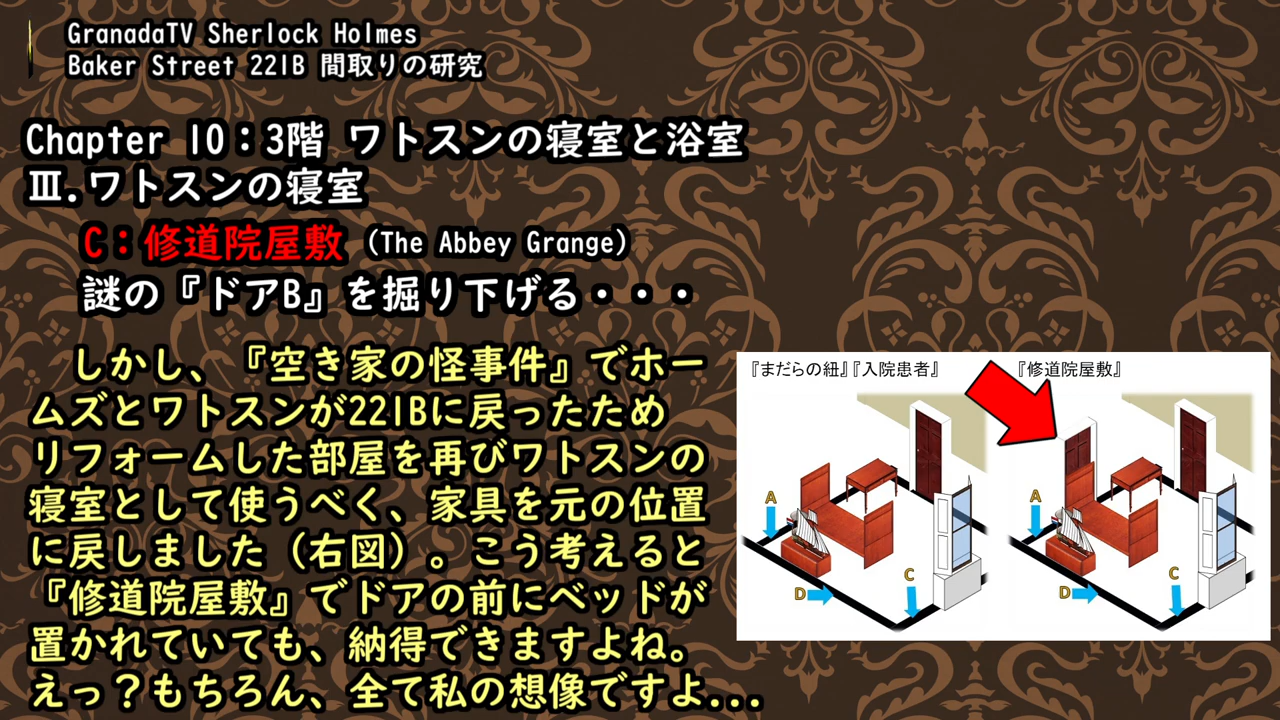 GranadaTV Sherlock Holmes
Baker Street 221B 間取りの研究
Chapter 10：3階 ワトスンの寝室と浴室
Ⅲ.ワトスンの寝室
C：修道院屋敷（The Abbey Grange）
謎の『ドアB』を掘り下げる・・・
しかし、『空き家の怪事件』でホー
ムズとワトスンが221Bに戻ったため
リフォームした部屋を再びワトスンの
寝室として使うべく、家具を元の位置
に戻しました（右図）。こう考えると
『修道院屋敷』でドアの前にベッドが
置かれていても、納得できますよね。
えっ？もちろん、全て私の想像ですよ...
『まだらの紐』『入院患者』
『修道院屋敷』
A
D
C
A
D
C